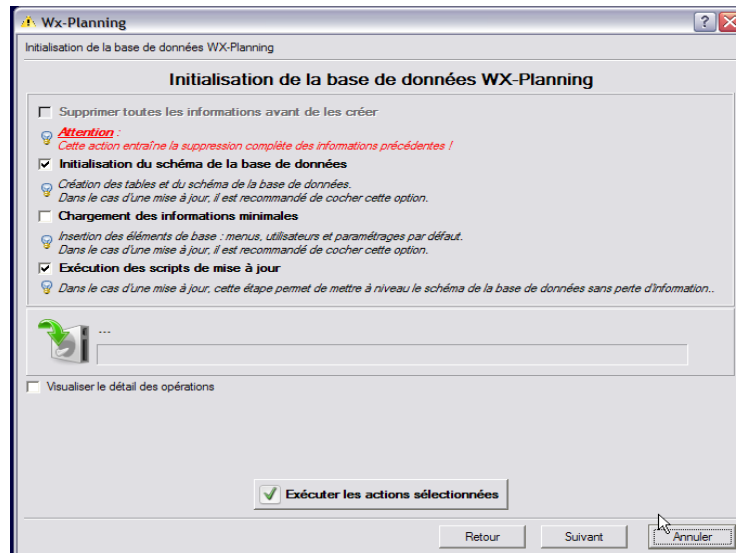 Wx-Planning
Initialisation de la base de données WX-Planning
Initialisation de la base de données WX-Planning
Supprimer toutes les informations avant de les créer
Attention :
Cette action entraîne la suppression complète des informations précédentes !
Initialisation du schéma de la base de données
Création des tables et du schéma de la base de données.
Dans le cas d'une mise à jour, il est recommandé de cocher cette option.
Chargement des informations minimales
Insertion des éléments de base : menus, utilisateurs et paramétrages par défaut.
Dans le cas d'une mise à jour, il est recommandé de cocher cette option.
Exécution des scripts de mise à jour
Dans le cas d'une mise à jour, cette étape permet de mettre à niveau le schéma de la base de données sans perte d'information..
...
Visualiser le détail des opérations
Exécuter les actions sélectionnées
Retour Suivant Annuler